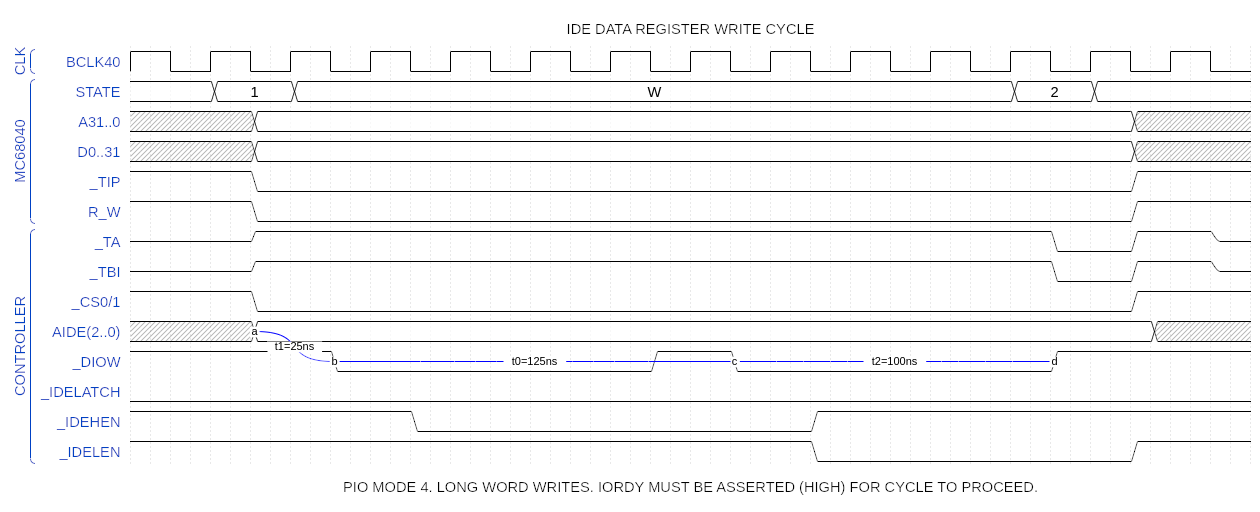 IDE DATA REGISTER WRITE CYCLE
CLK
BCLK40
MC68040
STATE 1 W 2
A31..0
D0..31
_TIP
R_W
CONTROLLER
_TA
_TBI
_CS0/1
AIDE(2..0) a
t1=25ns
_DIOW b t0=125ns c t2=100ns d
_IDELATCH
_IDEHEN
_IDELEN
PIO MODE 4. LONG WORD WRITES. IORDY MUST BE ASSERTED (HIGH) FOR CYCLE TO PROCEED.